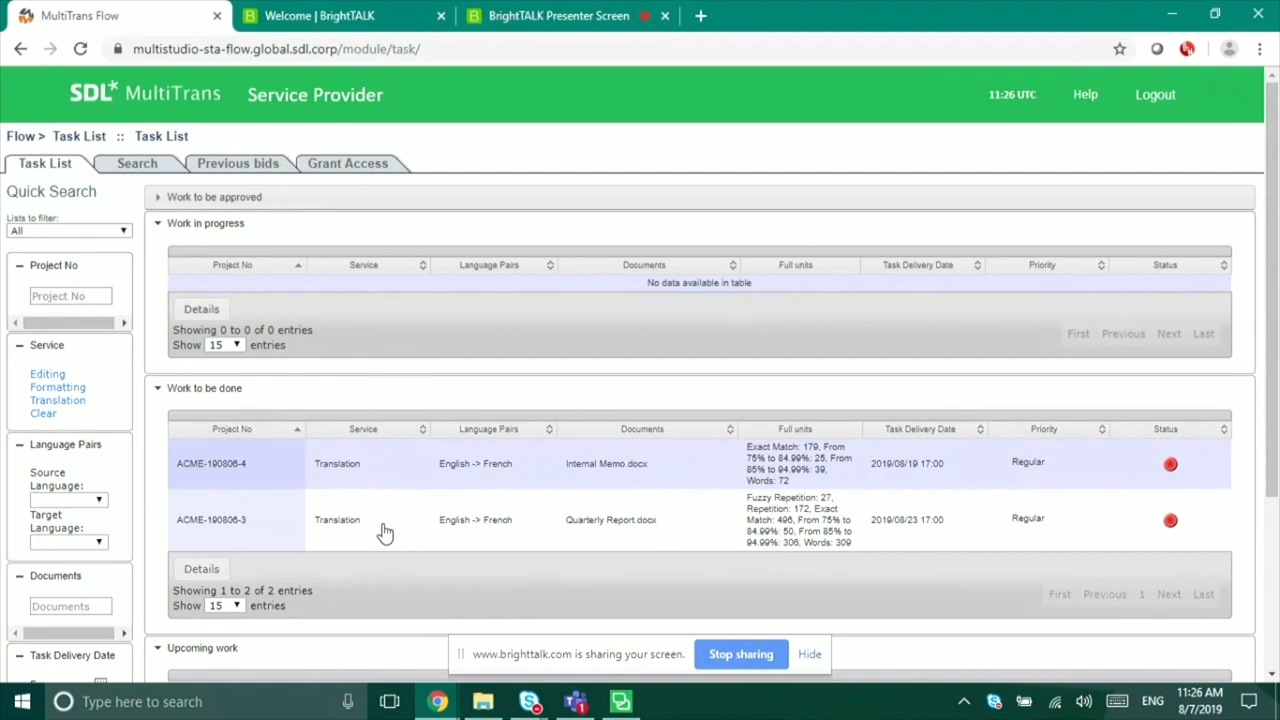 MultiTrans Flow
Welcome | BrightTALK
BrightTALK Presenter Screen
multistudio-sta-flow.global.sdl.corp/module/task/
SDL* MultiTrans Service Provider
11:26 UTC Help Logout
Flow > Task List :: Task List
Task List Search Previous bids Grant Access
Quick Search
Lists to filter:
All
Project No
Project No
Service
Editing
Formatting
Translation
Clear
Language Pairs
Source
Language:
Target
Language:
Documents
Documents
Task Delivery Date
Work to be approved
Work in progress
Project No Service Language Pairs Documents Full units Task Delivery Date Priority Status
No data available in table
Details
Showing 0 to 0 of 0 entries
Show 15 entries
First Previous Next Last
Work to be done
Project No Service Language Pairs Documents Full units Task Delivery Date Priority Status
ACME-190806-4 Translation English -> French Internal Memo.docx
Exact Match: 179, From
75% to 84.99%: 25, From
85% to 94.99%: 39,
Words: 72
2019/08/19 17:00 Regular
ACME-190806-3 Translation English -> French Quarterly Report.docx
Fuzzy Repetition: 27,
Repetition: 172, Exact
Match: 496, From 75% to
84.99%: 50, From 85% to
94.99%: 306, Words: 309
2019/08/23 17:00 Regular
Details
Showing 1 to 2 of 2 entries
Show 15 entries
First Previous 1 Next Last
Upcoming work
www.brighttalk.com is sharing your screen. Stop sharing Hide
Type here to search
1
ENG
11:26 AM
8/7/2019